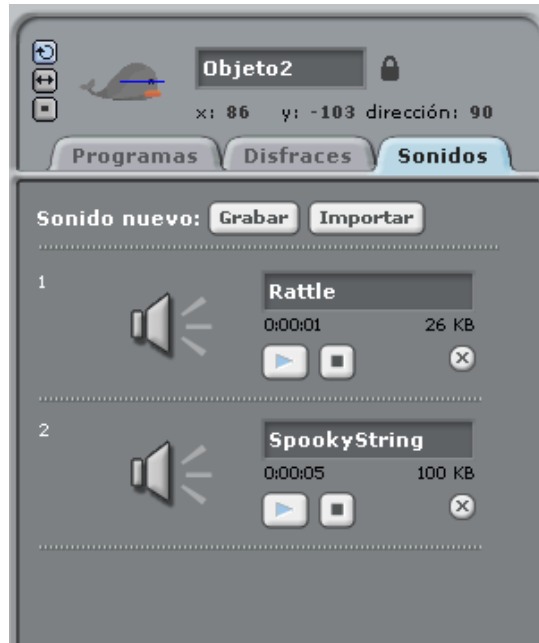 Objeto2
x: 86 y: -103 dirección: 90
Programas Disfraces Sonidos
Sonido nuevo: Grabar Importar
1
Rattle
0:00:01 26 KB
2
SpookyString
0:00:05 100 KB